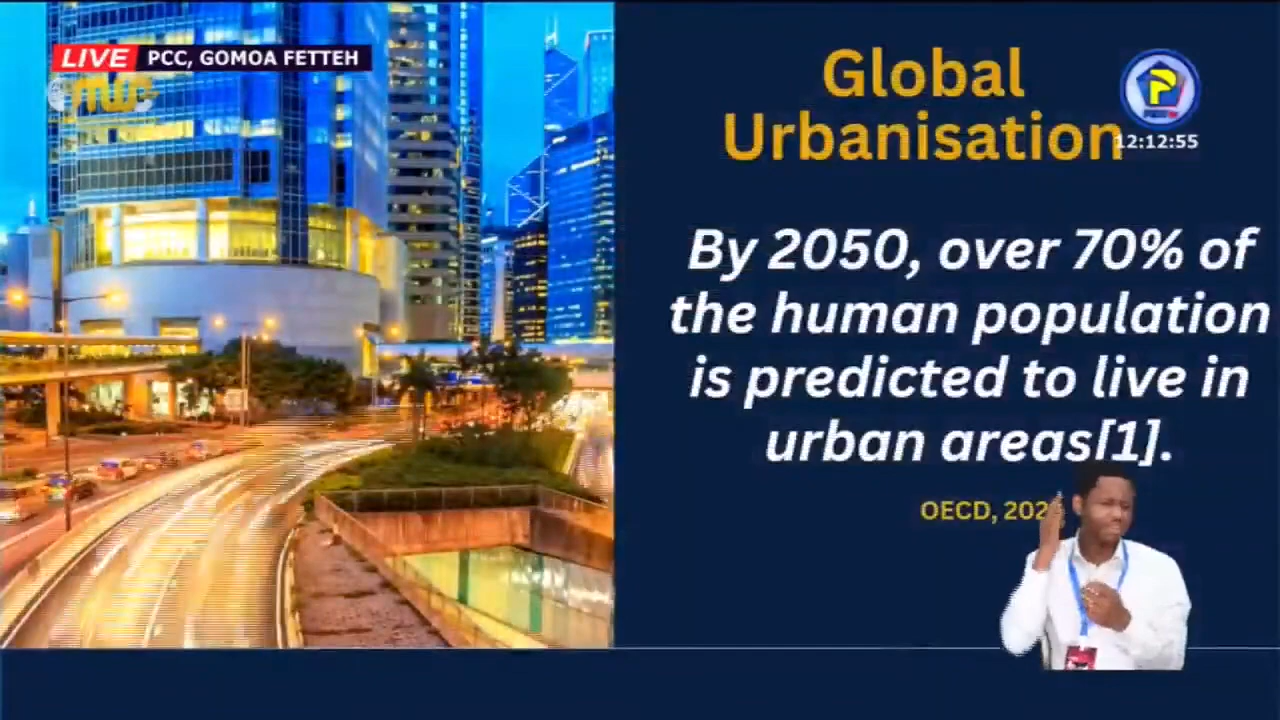 LIVE PCC, GOMOA FETTEH
Global
Urbanisation
12:12:55
By 2050, over 70% of
the human population
is predicted to live in
urban areas[1].
OECD,